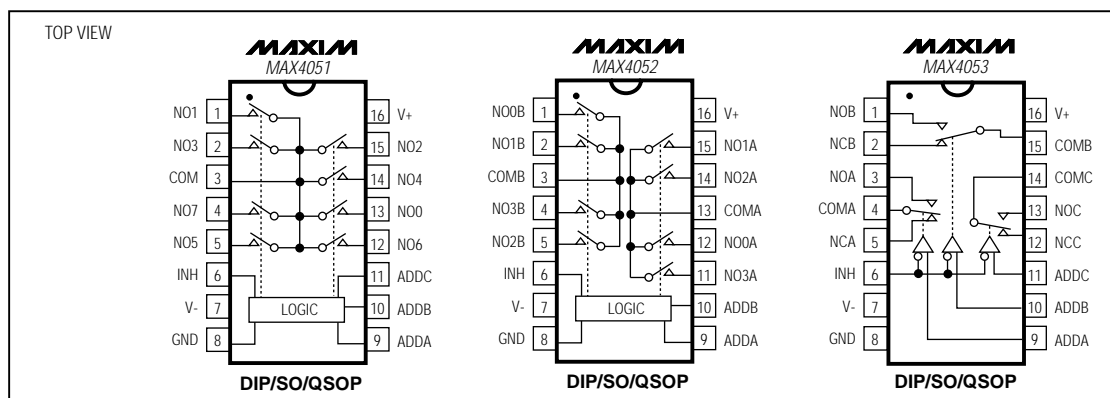 TOP VIEW
MAXIM
MAX4051
NO1 1
16 V+
NO3 2
15 NO2
COM 3
14 NO4
NO7 4
13 NO0
NO5 5
12 NO6
INH 6
11 ADDC
V- 7
LOGIC
10 ADDB
GND 8
9 ADDA
DIP/SO/QSOP
MAXIM
MAX4052
NO0B 1
16 V+
NO1B 2
15 NO1A
COMB 3
14 NO2A
NO3B 4
13 COMA
NO2B 5
12 NO0A
INH 6
11 NO3A
V- 7
LOGIC
10 ADDB
GND 8
9 ADDA
DIP/SO/QSOP
MAXIM
MAX4053
NOB 1
16 V+
NCB 2
15 COMB
NOA 3
14 COMC
COMA 4
13 NOC
NCA 5
12 NCC
INH 6
11 ADDC
V- 7
10 ADDB
GND 8
9 ADDA
DIP/SO/QSOP